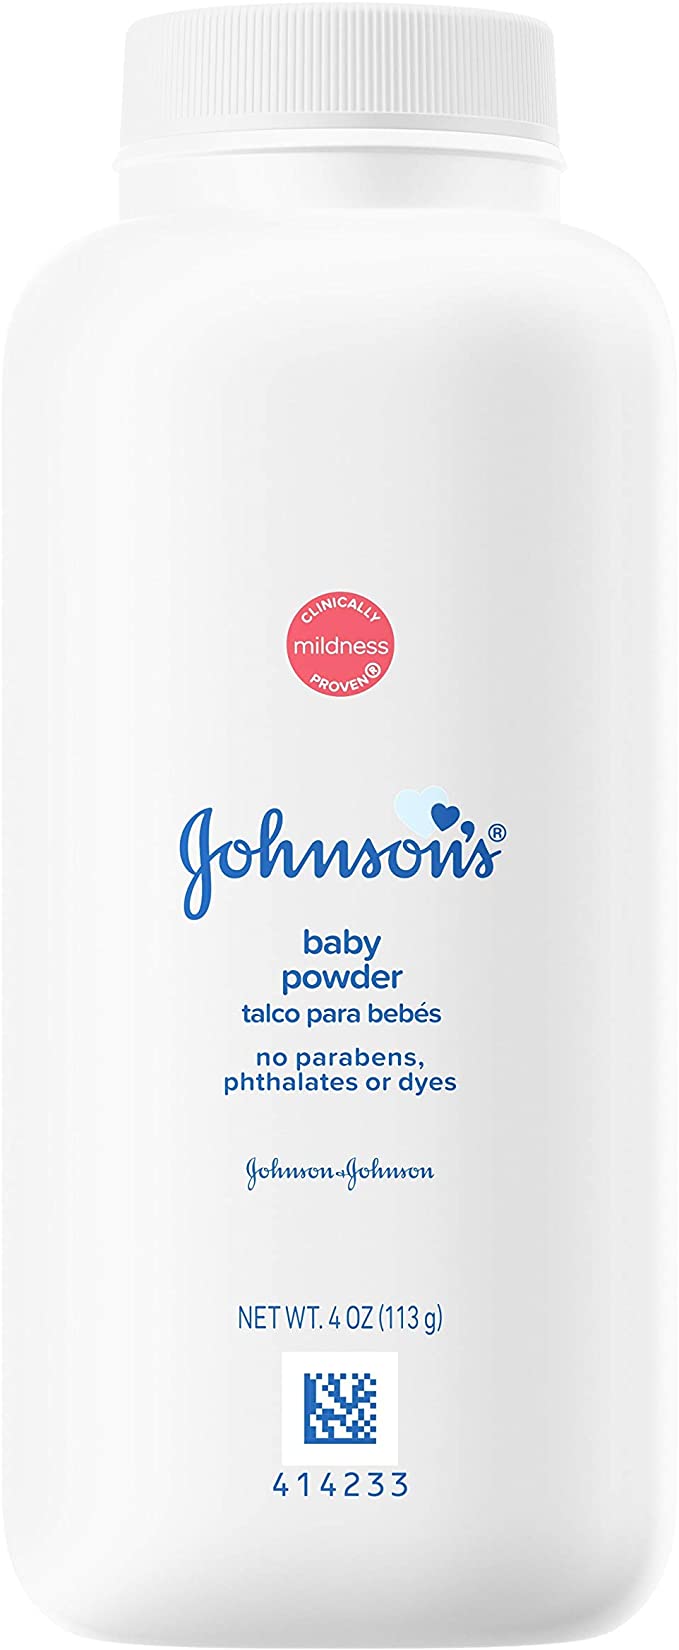 CLINICALLY
mildness
PROVEN®
Johnson's®
baby
powder
talco para bebés
no parabens,
phthalates or dyes
Johnson & Johnson
NET WT. 4 OZ (113 g)
414233